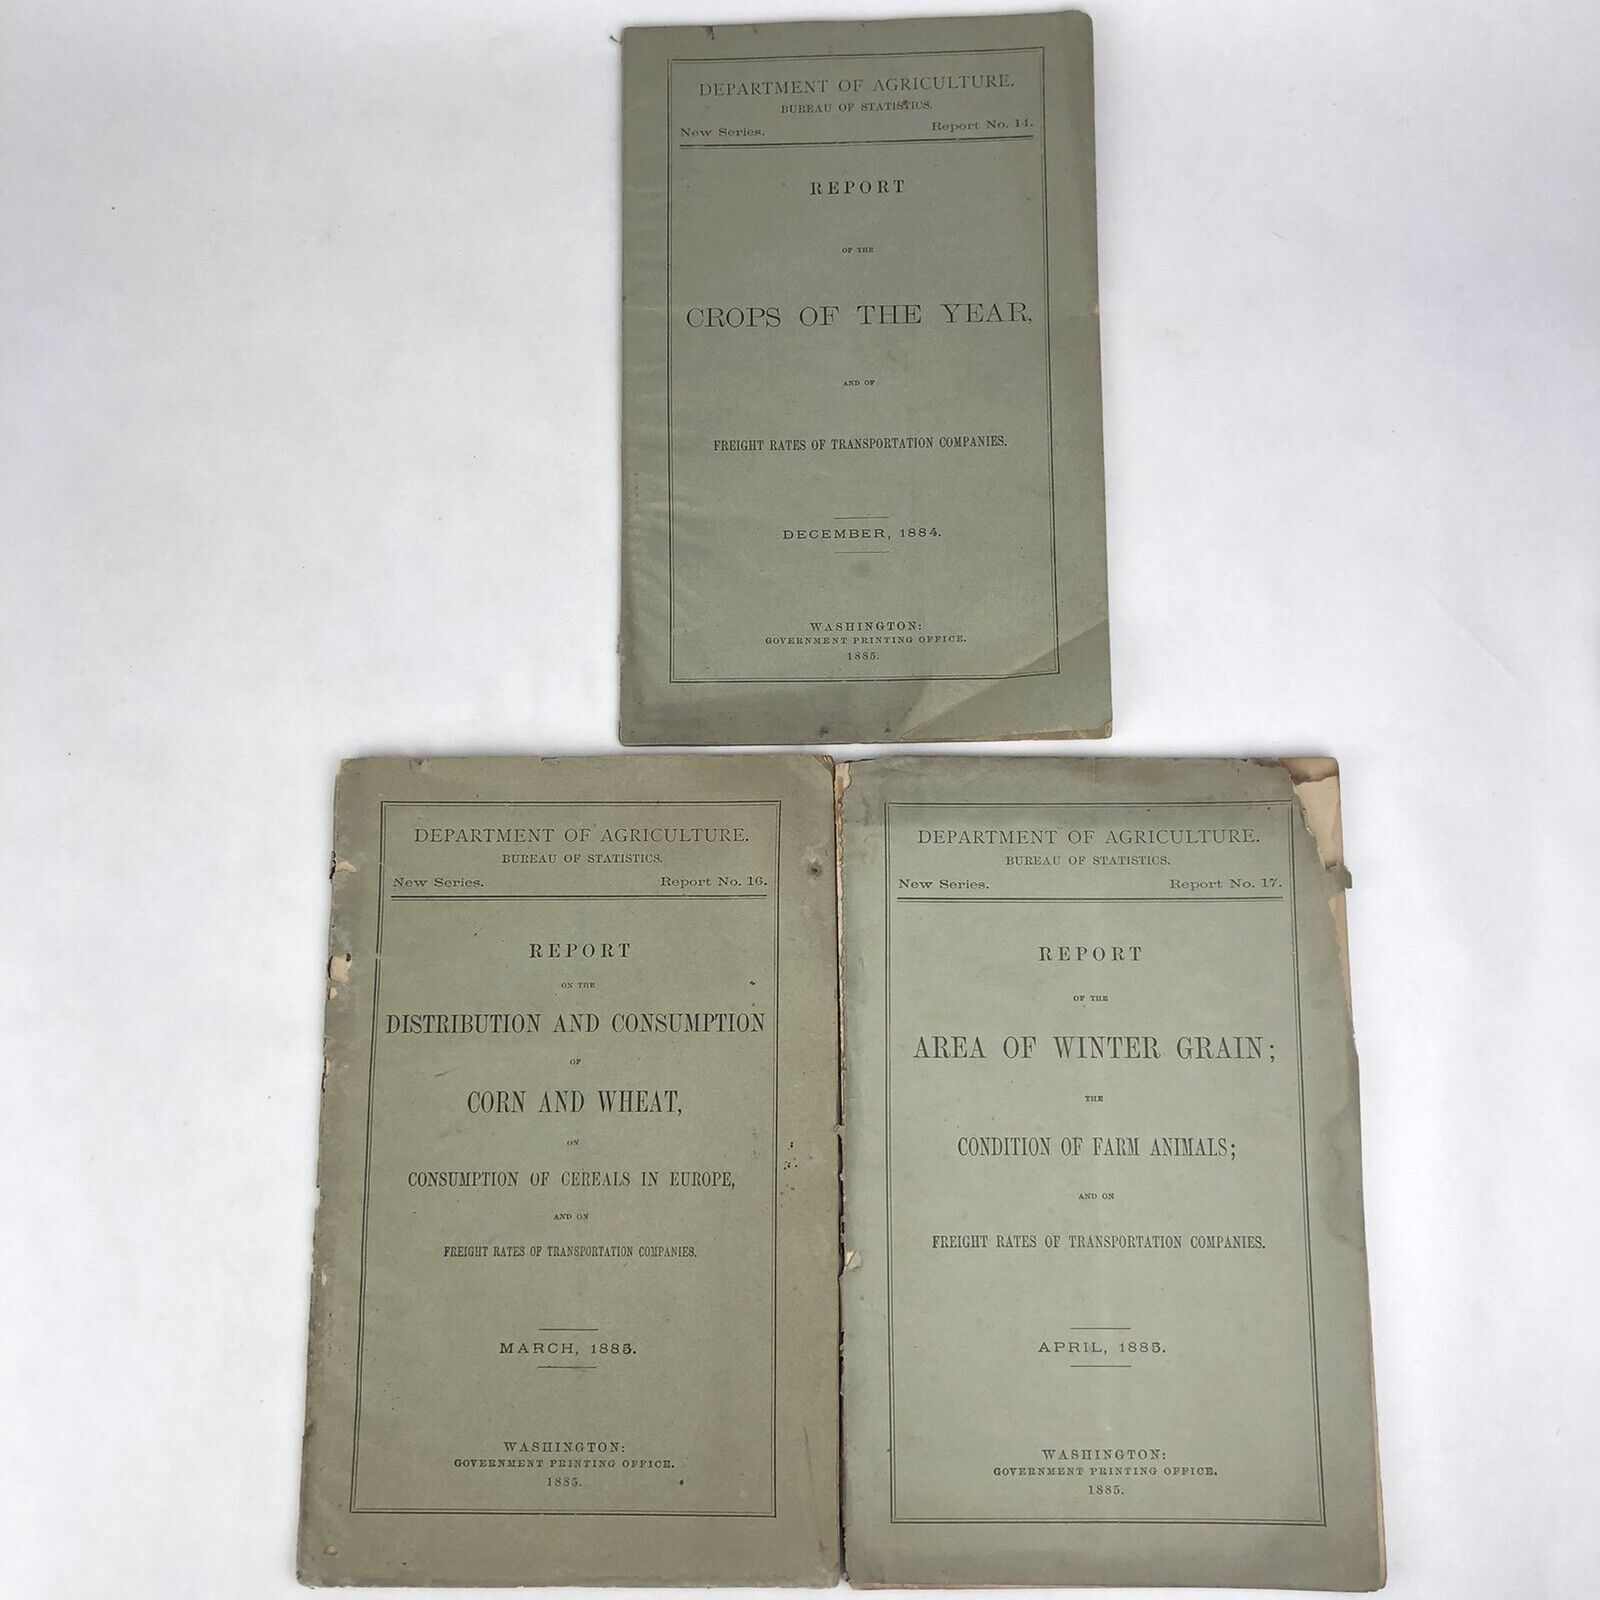 DEPARTMENT OF AGRICULTURE.
BUREAU OF STATISTICS.
New Series. Report No. 14.
REPORT
OF THE
CROPS OF THE YEAR,
AND OF
FREIGHT RATES OF TRANSPORTATION COMPANIES.
DECEMBER, 1884.
WASHINGTON:
GOVERNMENT PRINTING OFFICE.
1885.
DEPARTMENT OF AGRICULTURE.
BUREAU OF STATISTICS.
New Series. Report No. 16.
REPORT
ON THE
DISTRIBUTION AND CONSUMPTION
OF
CORN AND WHEAT,
ON
CONSUMPTION OF CEREALS IN EUROPE,
AND ON
FREIGHT RATES OF TRANSPORTATION COMPANIES.
MARCH, 1885.
WASHINGTON:
GOVERNMENT PRINTING OFFICE.
1885.
DEPARTMENT OF AGRICULTURE.
BUREAU OF STATISTICS.
New Series. Report No. 17.
REPORT
OF THE
AREA OF WINTER GRAIN;
THE
CONDITION OF FARM ANIMALS;
AND ON
FREIGHT RATES OF TRANSPORTATION COMPANIES.
APRIL, 1885.
WASHINGTON:
GOVERNMENT PRINTING OFFICE.
1885.